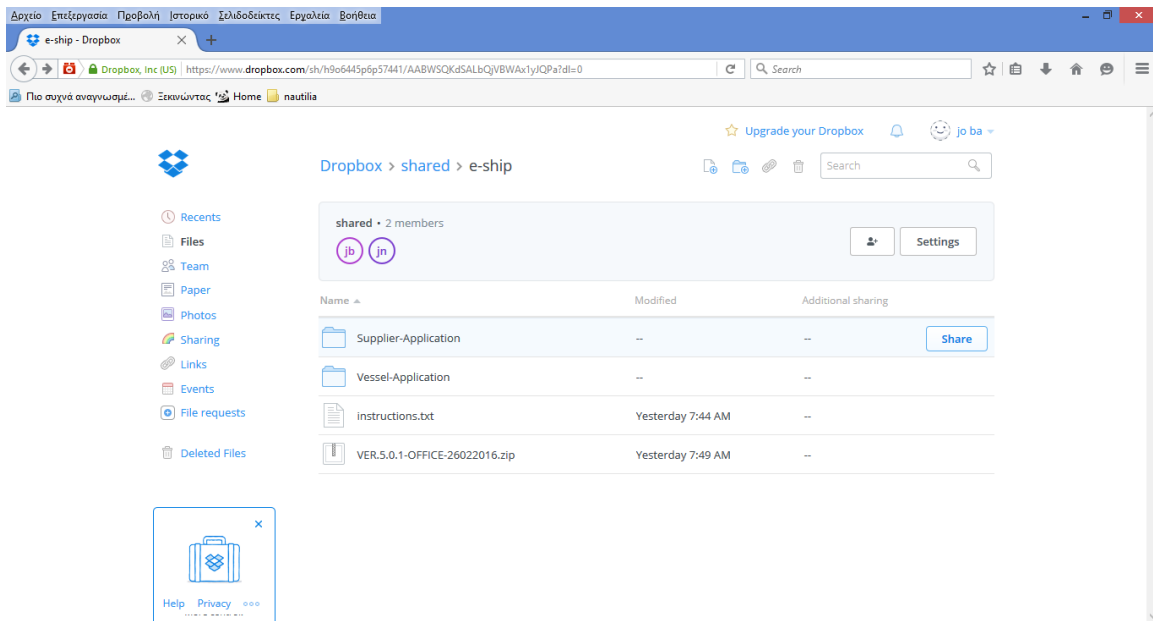 Αρχείο Επεξεργασία Προβολή Ιστορικό Σελιδοδείκτες Εργαλεία Βοήθεια
e-ship - Dropbox
Dropbox, Inc (US) https://www.dropbox.com/sh/h9o6445p6p57441/AABWSQKdSALbQjVBWAx1yJQPa?dl=0 Search
Πιο συχνά αναγνωσμέ... Ξεκινώντας Home nautilia
Upgrade your Dropbox jo ba
Dropbox > shared > e-ship Search
Recents
Files
Team
Paper
Photos
Sharing
Links
Events
File requests
Deleted Files
shared • 2 members
jb jn
Settings
Name Modified Additional sharing
Supplier-Application -- -- Share
Vessel-Application -- --
instructions.txt Yesterday 7:44 AM --
VER.5.0.1-OFFICE-26022016.zip Yesterday 7:49 AM --
Help Privacy